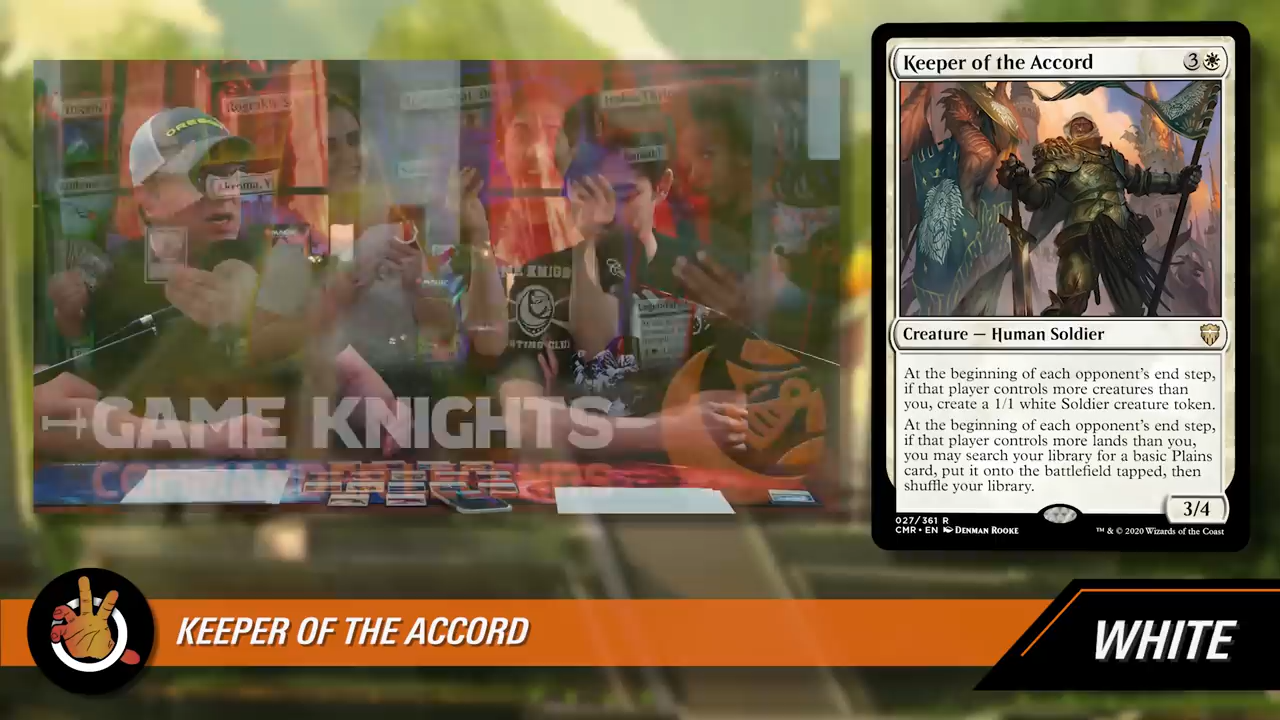 Keeper of the Accord
3
OREGON
GAME KNIGHTS
Creature — Human Soldier
At the beginning of each opponent's end step,
if that player controls more creatures than
you, create a 1/1 white Soldier creature token.
At the beginning of each opponent's end step,
if that player controls more lands than you,
you may search your library for a basic Plains
card, put it onto the battlefield tapped, then
shuffle your library.
3/4
027/361 R
CMR • EN DENMAN ROOKE
™ & © 2020 Wizards of the Coast
KEEPER OF THE ACCORD
WHITE